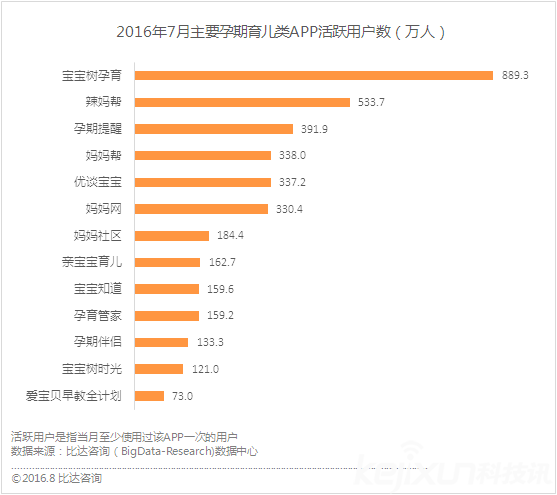 2016年7月主要孕期育儿类APP活跃用户数（万人）
宝宝树孕育 889.3
辣妈帮 533.7
孕期提醒 391.9
妈妈帮 338.0
优谈宝宝 337.2
妈妈网 330.4
妈妈社区 184.4
亲宝宝育儿 162.7
宝宝知道 159.6
孕育管家 159.2
孕期伴侣 133.3
宝宝树时光 121.0
爱宝贝早教全计划 73.0
活跃用户是指当月至少使用过该APP一次的用户
数据来源：比达咨询（BigData-Research)数据中心
©2016.8 比达咨询
kejixun科技讯